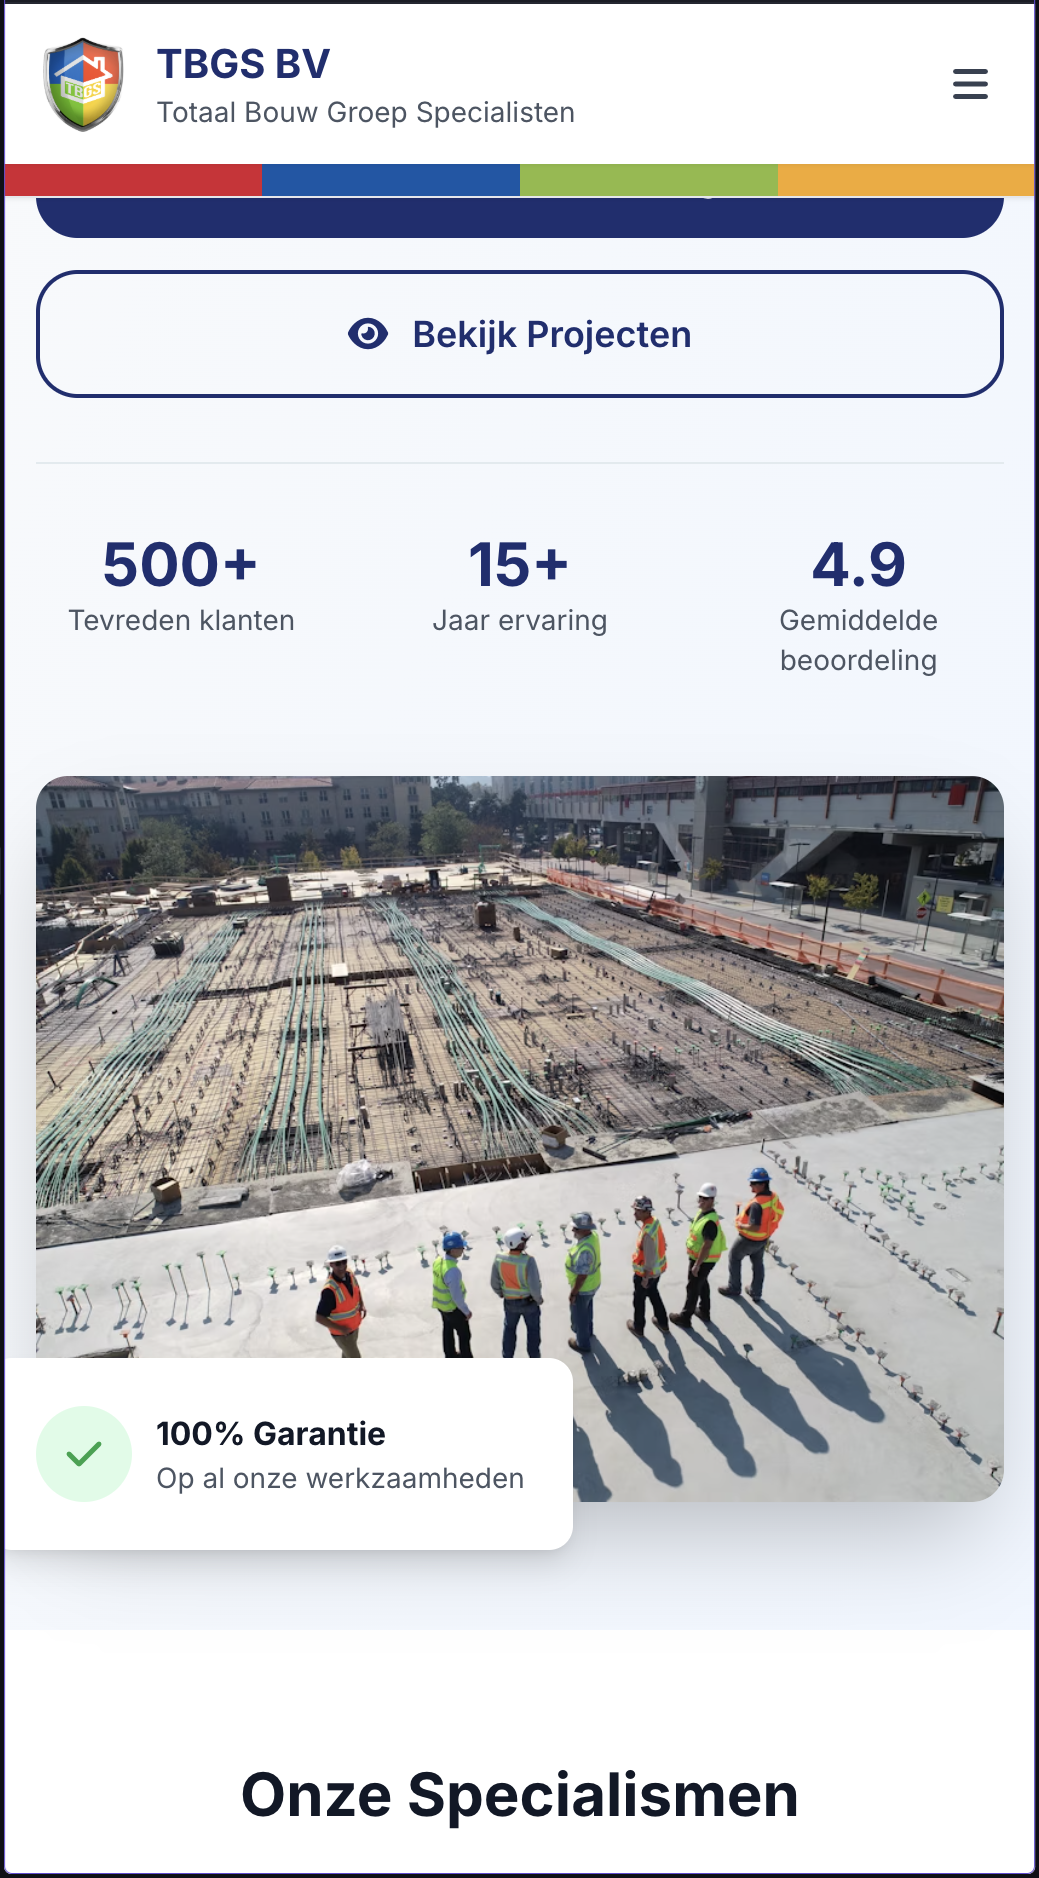 TBGS
TBGS BV
Totaal Bouw Groep Specialisten
Bekijk Projecten
500+
Tevreden klanten
15+
Jaar ervaring
4.9
Gemiddelde
beoordeling
100% Garantie
Op al onze werkzaamheden
Onze Specialismen